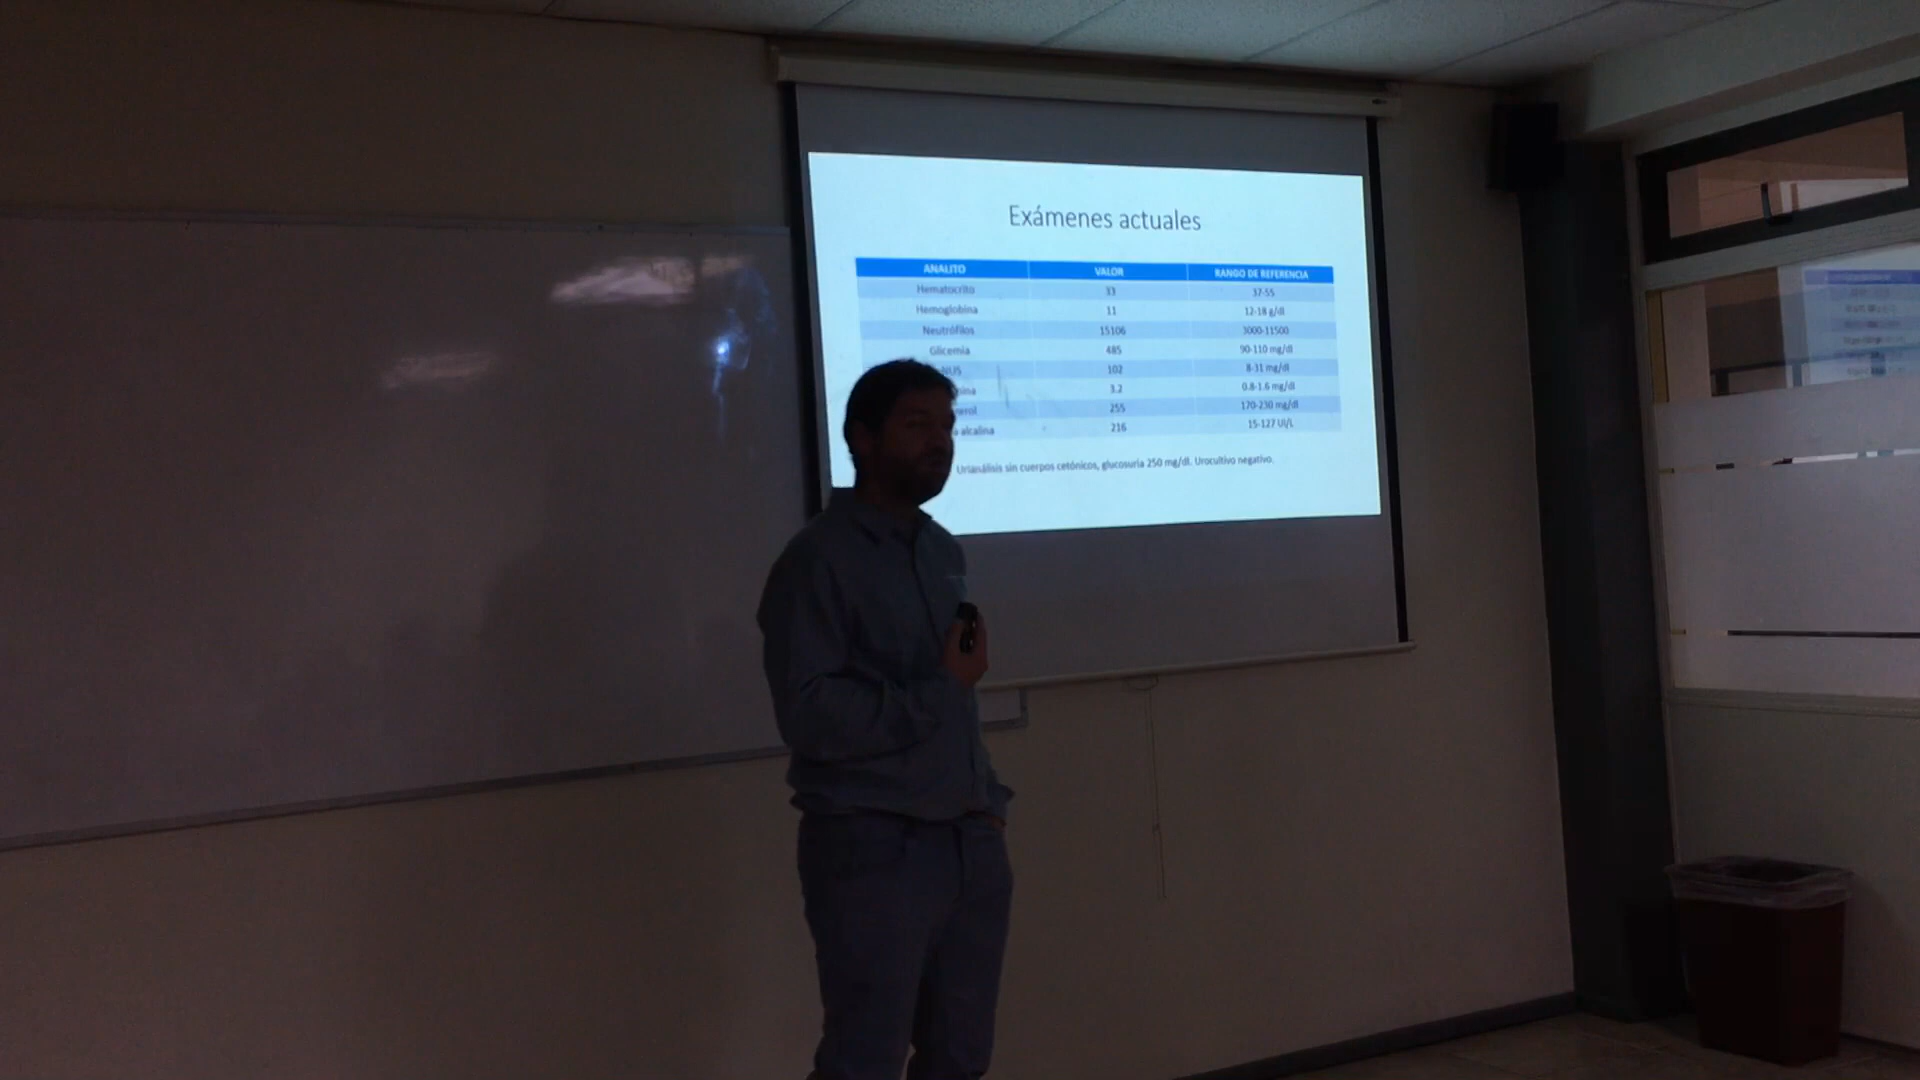 Exámenes actuales
ANALITO VALOR RANGO DE REFERENCIA
Hematocrito 33 37-55
Hemoglobina 11 12-18 g/dl
Neutrófilos 15106 3000-11500
Glicemia 485 90-110 mg/dl
NUS 102 8-31 mg/dl
3.2 0.8-1.6 mg/dl
255 170-230 mg/dl
alcalina 216 15-127 UI/L
Urianálisis sin cuerpos cetónicos, glucosuria 250 mg/dl. Urocultivo negativo.